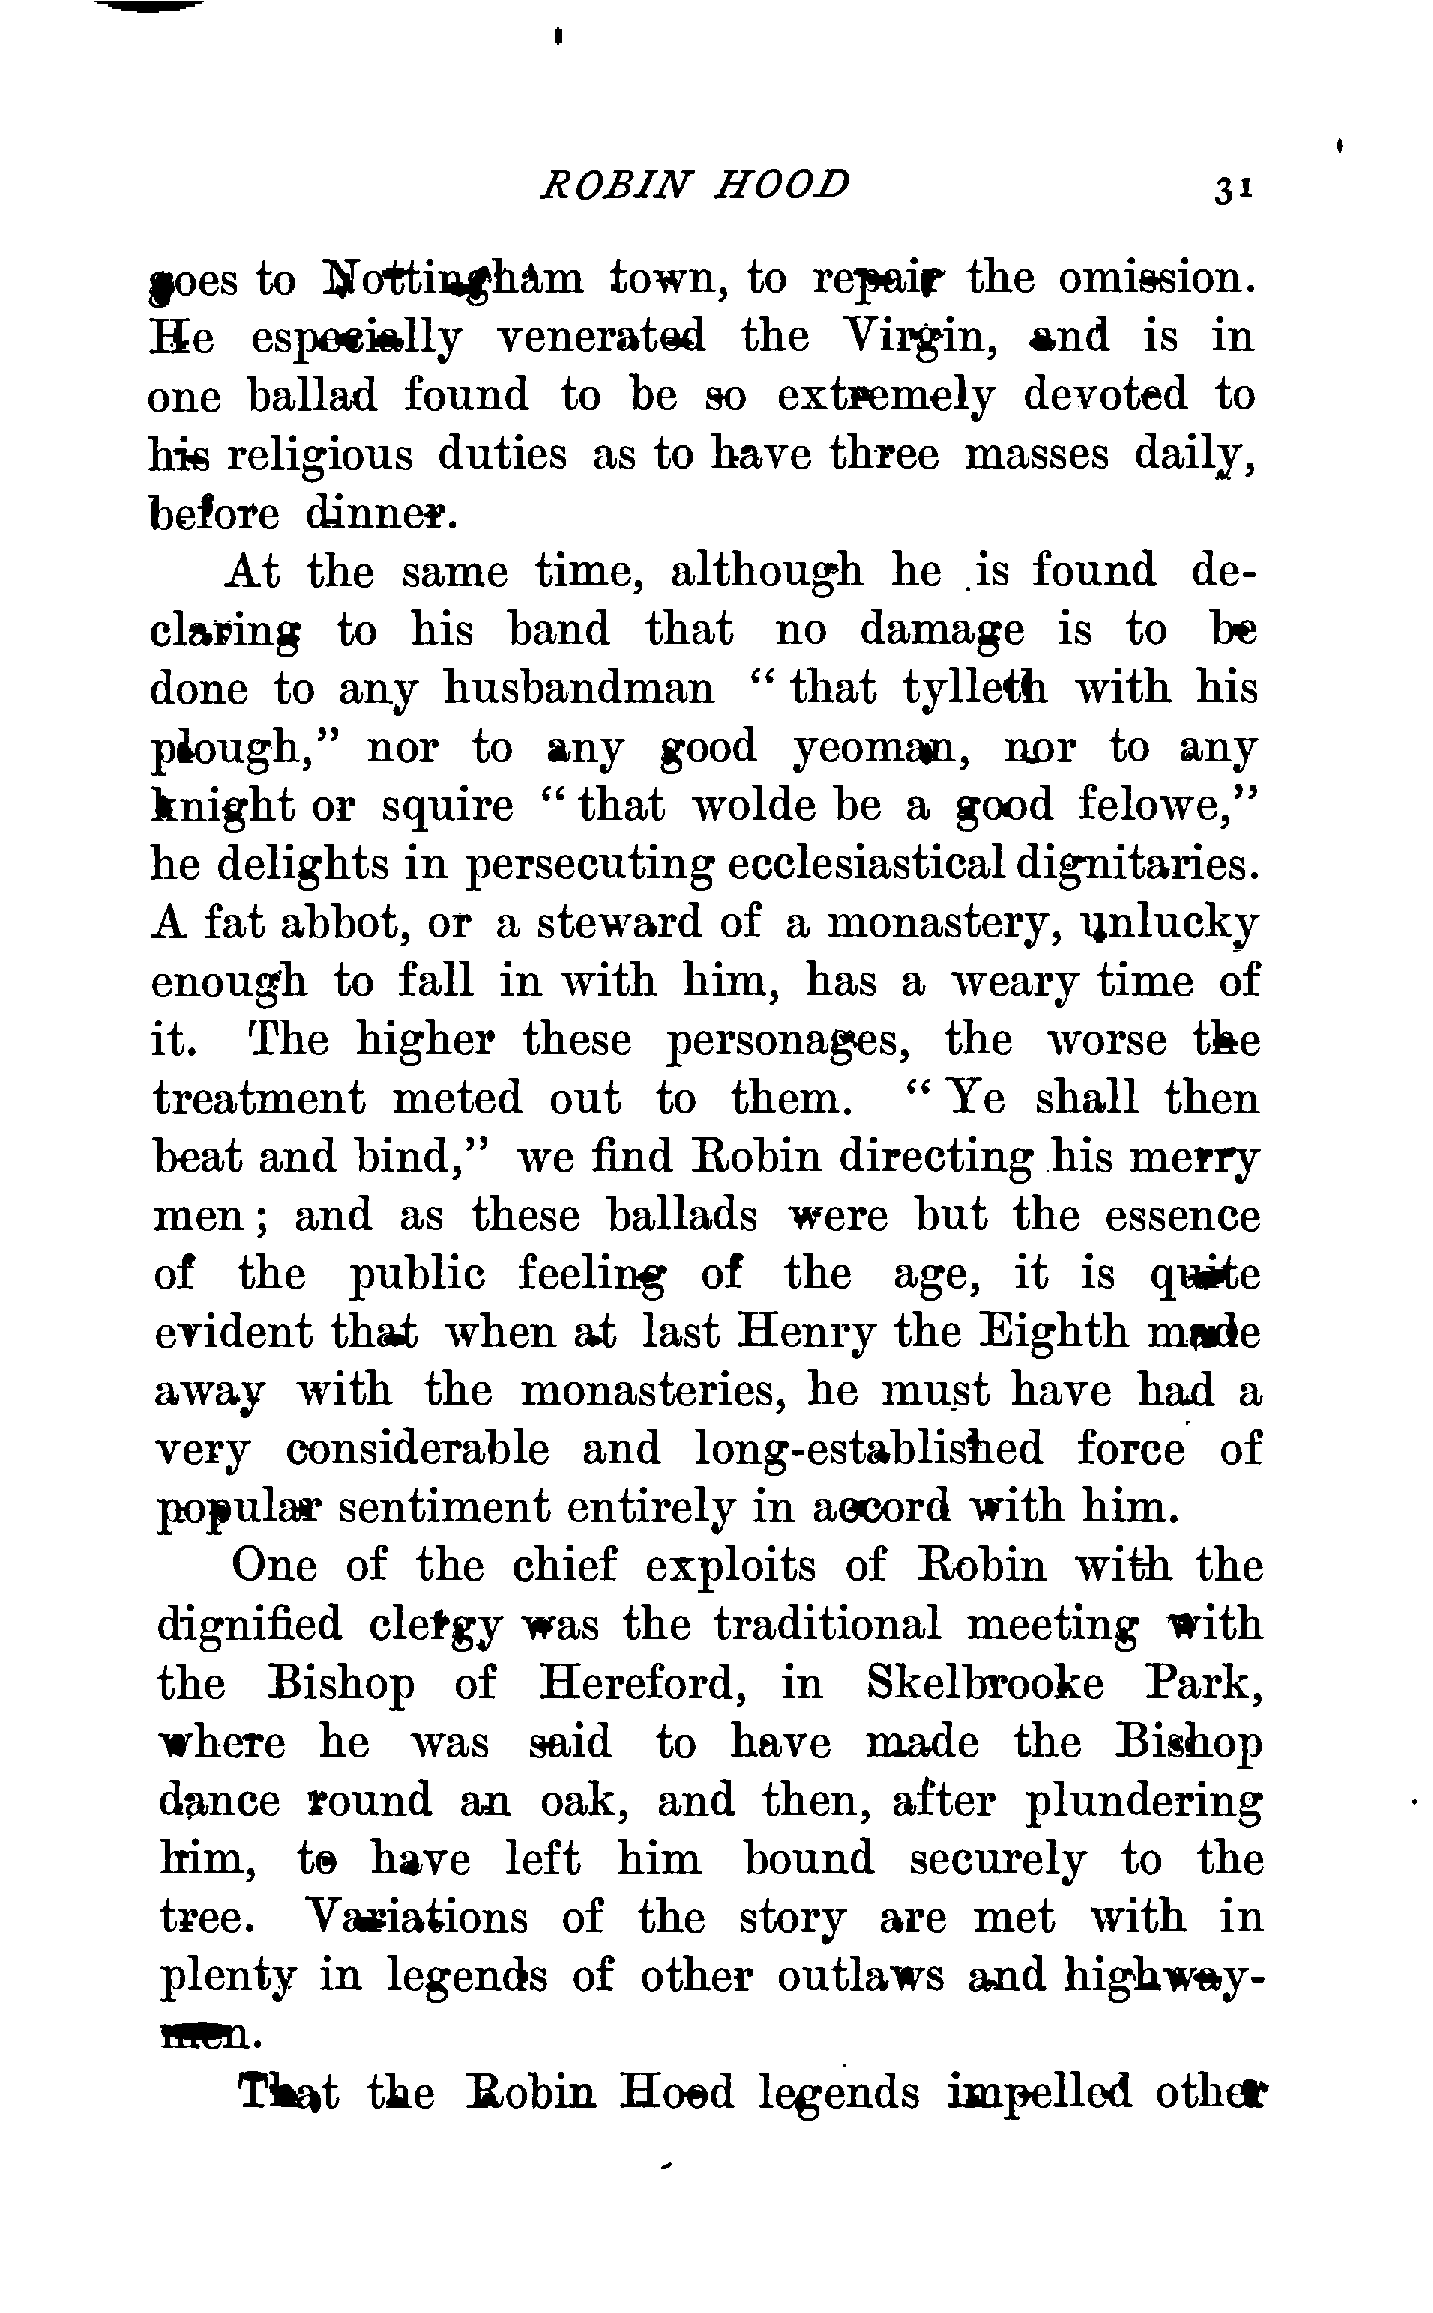 ROBIN HOOD 31
goes to Nottingham town, to repair the omission.
He especially venerated the Virgin, and is in
one ballad found to be so extremely devoted to
his religious duties as to have three masses daily,
before dinner.
At the same time, although he is found de-
claring to his band that no damage is to be
done to any husbandman “ that tylleth with his
plough,” nor to any good yeoman, nor to any
knight or squire “ that wolde be a good felowe,”
he delights in persecuting ecclesiastical dignitaries.
A fat abbot, or a steward of a monastery, unlucky
enough to fall in with him, has a weary time of
it. The higher these personages, the worse the
treatment meted out to them. “ Ye shall then
beat and bind,” we find Robin directing his merry
men ; and as these ballads were but the essence
of the public feeling of the age, it is quite
evident that when at last Henry the Eighth made
away with the monasteries, he must have had a
very considerable and long-established force of
popular sentiment entirely in accord with him.
One of the chief exploits of Robin with the
dignified clergy was the traditional meeting with
the Bishop of Hereford, in Skelbrooke Park,
where he was said to have made the Bishop
dance round an oak, and then, after plundering
him, to have left him bound securely to the
tree. Variations of the story are met with in
plenty in legends of other outlaws and highway-
men.
That the Robin Hood legends impelled other